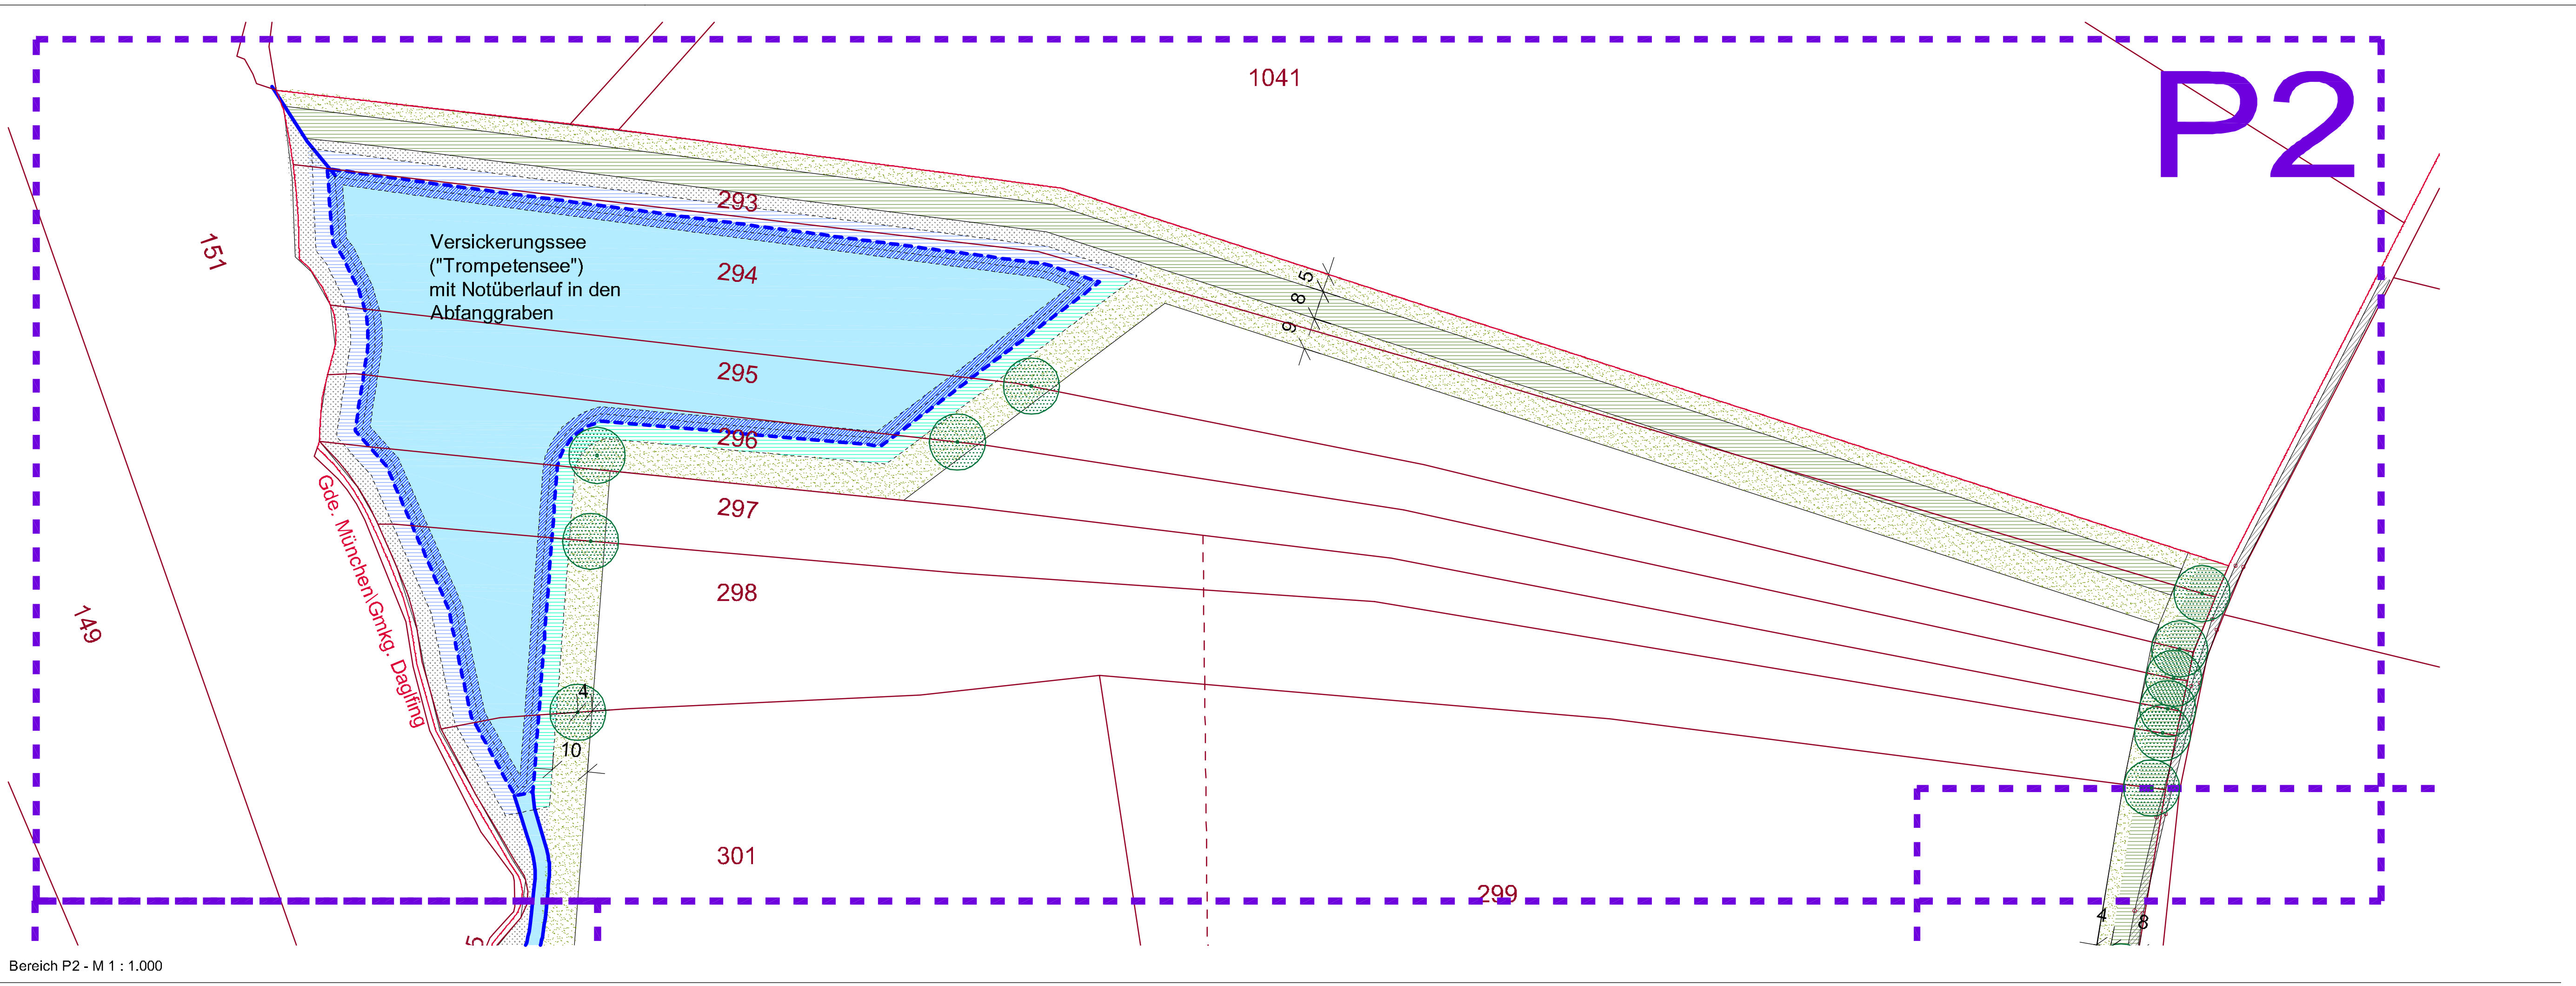 1041
P2
293
151
Versickerungssee
("Trompetensee")
mit Notüberlauf in den
Abfanggraben
294
5
8
9
295
296
297
Gde. München\Gmkg. Daglfing
298
149
4
10
301
299
4
8
5
Bereich P2 - M 1 : 1.000